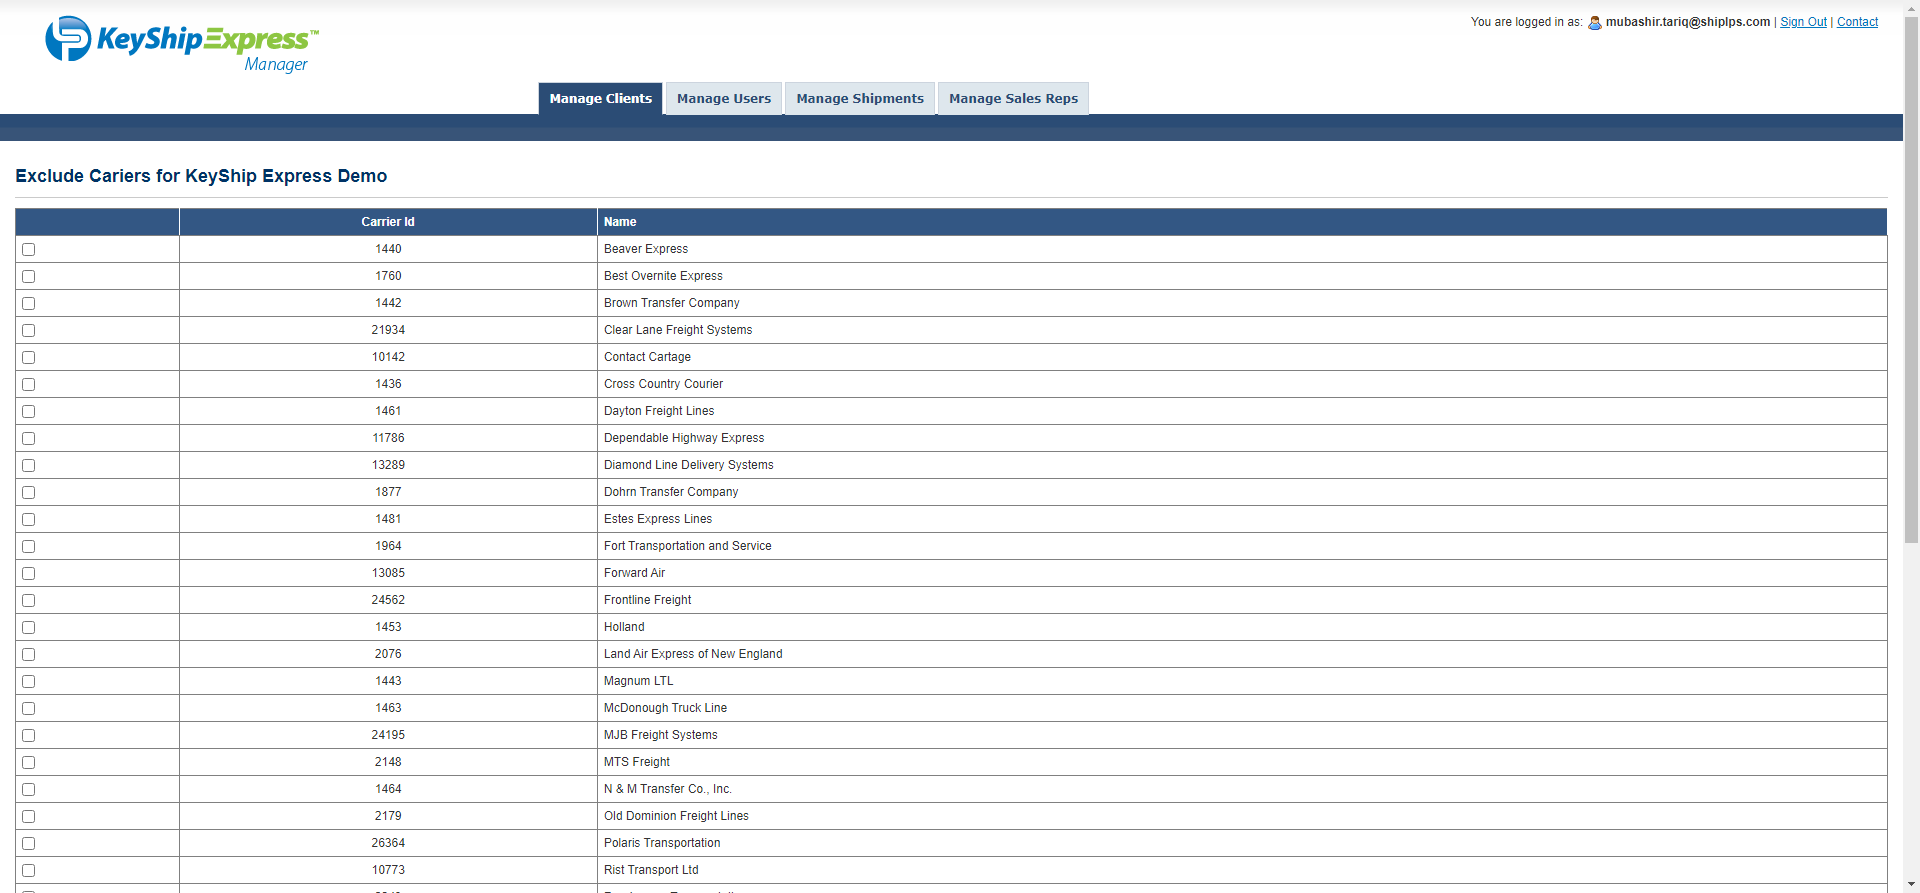 KeyShipExpress™
Manager
You are logged in as: mubashir.tariq@shiplps.com | Sign Out | Contact
Manage Clients Manage Users Manage Shipments Manage Sales Reps
Exclude Cariers for KeyShip Express Demo
Carrier Id Name
1440 Beaver Express
1760 Best Overnite Express
1442 Brown Transfer Company
21934 Clear Lane Freight Systems
10142 Contact Cartage
1436 Cross Country Courier
1461 Dayton Freight Lines
11786 Dependable Highway Express
13289 Diamond Line Delivery Systems
1877 Dohrn Transfer Company
1481 Estes Express Lines
1964 Fort Transportation and Service
13085 Forward Air
24562 Frontline Freight
1453 Holland
2076 Land Air Express of New England
1443 Magnum LTL
1463 McDonough Truck Line
24195 MJB Freight Systems
2148 MTS Freight
1464 N & M Transfer Co., Inc.
2179 Old Dominion Freight Lines
26364 Polaris Transportation
10773 Rist Transport Ltd